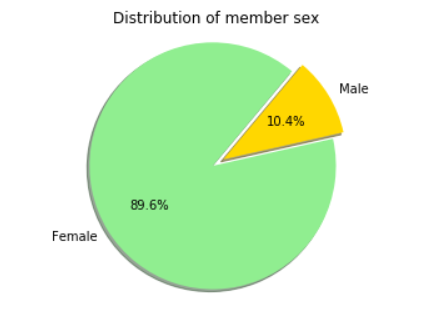 Distribution of member sex
Male
10.4%
89.6%
Female